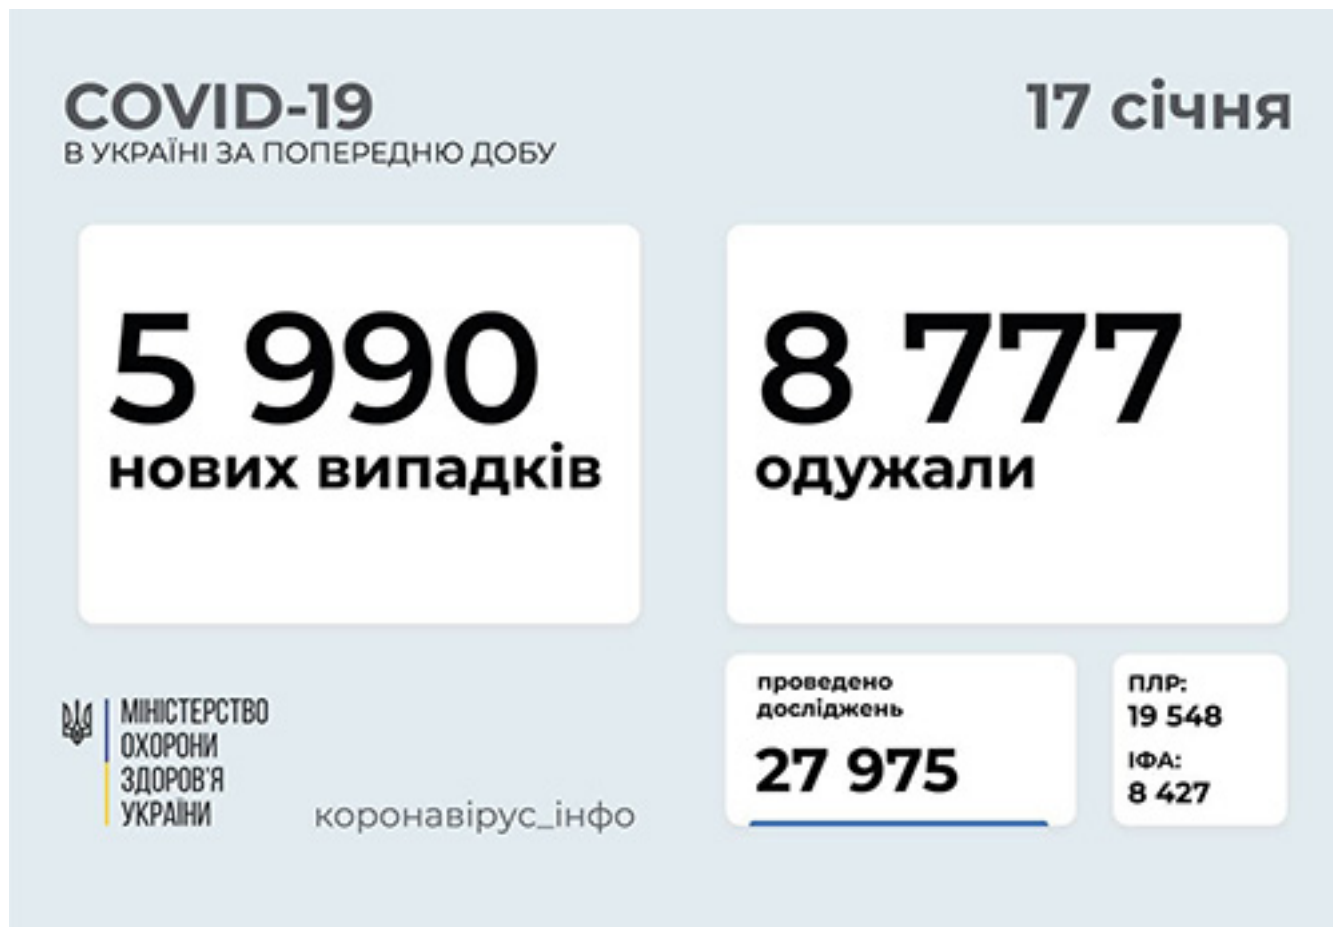 COVID-19
В УКРАЇНІ ЗА ПОПЕРЕДНЮ ДОБУ
17 січня
5 990
нових випадків
8 777
одужали
проведено
досліджень
27 975
ПЛР:
19 548
ІФА:
8 427
МІНІСТЕРСТВО
ОХОРОНИ
ЗДОРОВ'Я
УКРАЇНИ
коронавірус_інфо